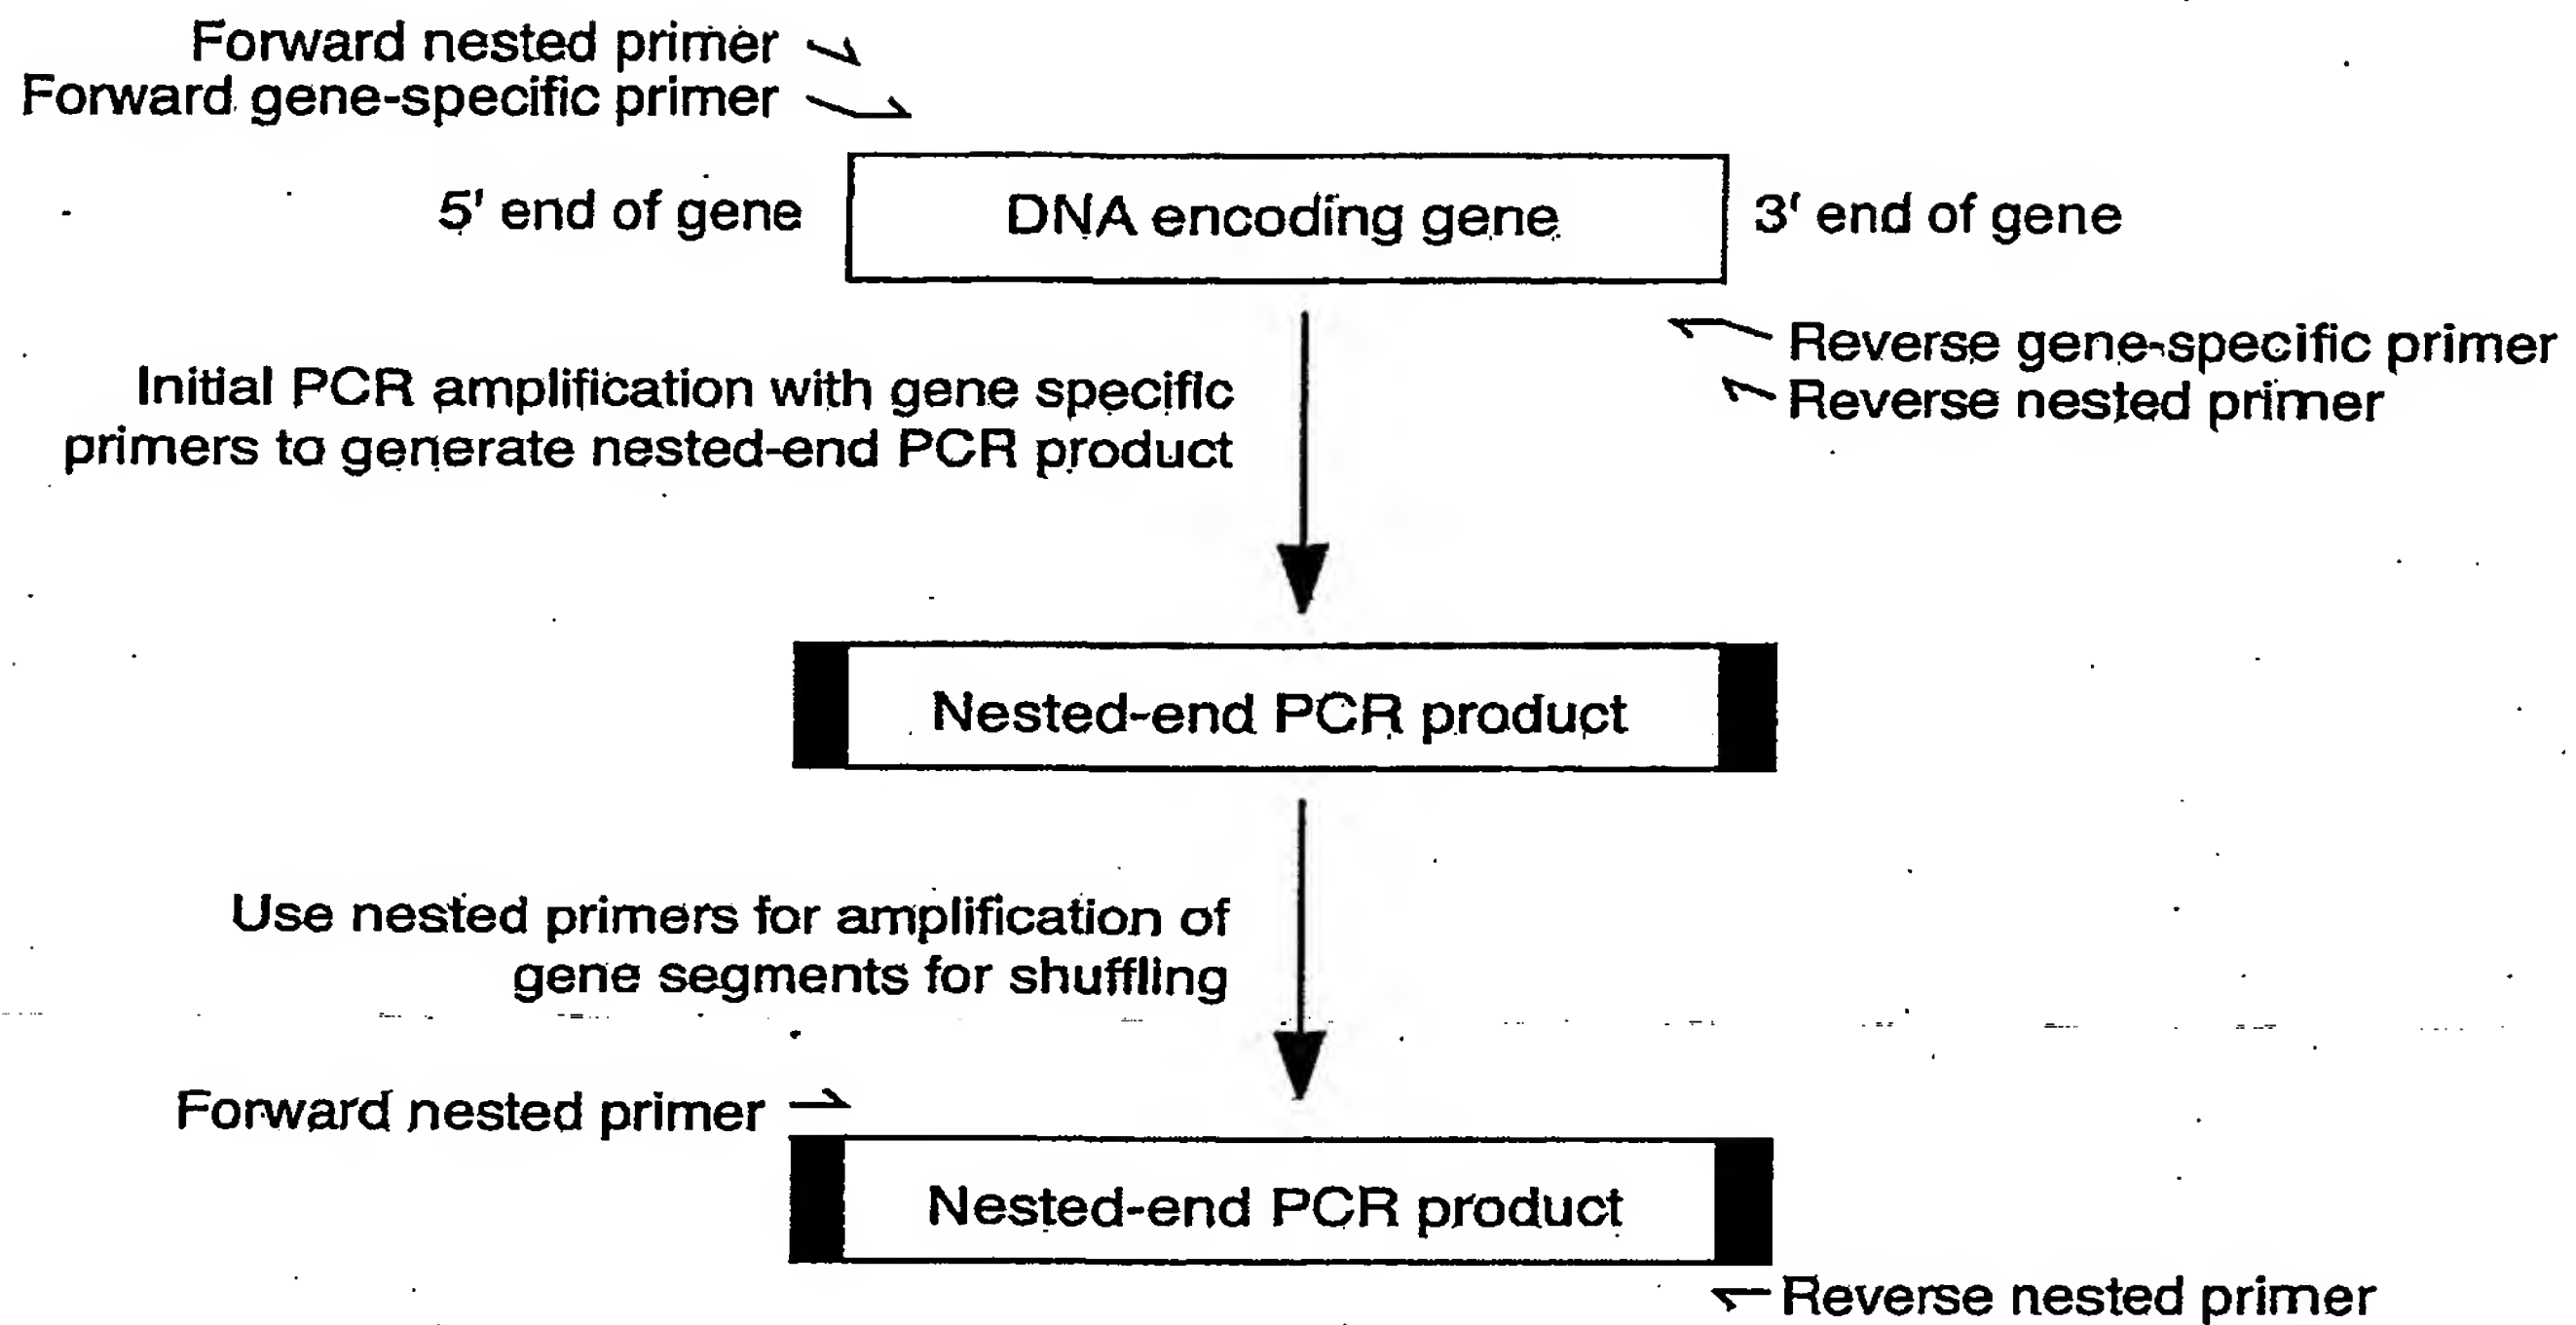 Forward nested primer
Forward gene-specific primer
5' end of gene
DNA encoding gene
3' end of gene
Reverse gene-specific primer
Reverse nested primer
Initial PCR amplification with gene specific
primers to generate nested-end PCR product
Nested-end PCR product
Use nested primers for amplification of
gene segments for shuffling
Forward nested primer
Nested-end PCR product
Reverse nested primer